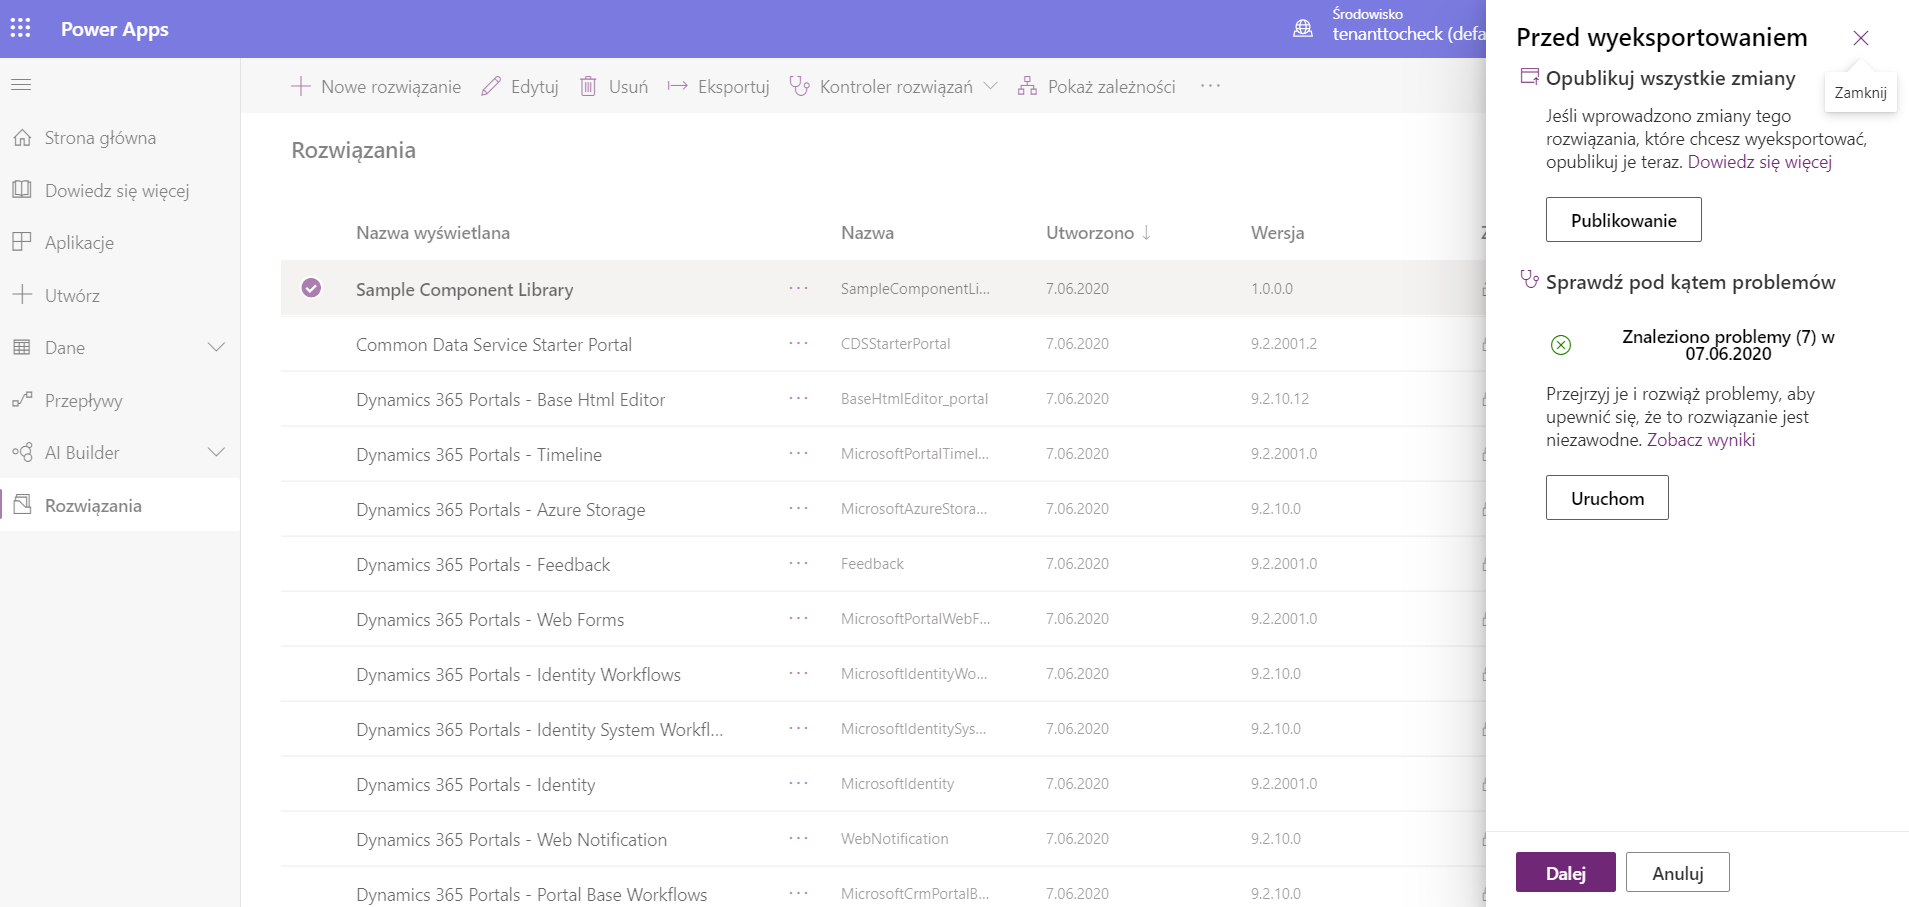 Power Apps
Środowisko
tenanttocheck (defa
Nowe rozwiązanie
Edytuj
Usuń
Eksportuj
Kontroler rozwiązań
Pokaż zależności
Strona główna
Dowiedz się więcej
Aplikacje
Utwórz
Dane
Przepływy
AI Builder
Rozwiązania
Rozwiązania
Nazwa wyświetlana Nazwa Utworzono Wersja
Sample Component Library SampleComponentLi... 7.06.2020 1.0.0.0
Common Data Service Starter Portal CDSStarterPortal 7.06.2020 9.2.2001.2
Dynamics 365 Portals - Base Html Editor BaseHtmlEditor_portal 7.06.2020 9.2.10.12
Dynamics 365 Portals - Timeline MicrosoftPortalTimel... 7.06.2020 9.2.2001.0
Dynamics 365 Portals - Azure Storage MicrosoftAzureStora... 7.06.2020 9.2.10.0
Dynamics 365 Portals - Feedback Feedback 7.06.2020 9.2.2001.0
Dynamics 365 Portals - Web Forms MicrosoftPortalWebF... 7.06.2020 9.2.2001.0
Dynamics 365 Portals - Identity Workflows MicrosoftIdentityWo... 7.06.2020 9.2.10.0
Dynamics 365 Portals - Identity System Workfl... MicrosoftIdentitySys... 7.06.2020 9.2.10.0
Dynamics 365 Portals - Identity MicrosoftIdentity 7.06.2020 9.2.2001.0
Dynamics 365 Portals - Web Notification WebNotification 7.06.2020 9.2.10.0
Dynamics 365 Portals - Portal Base Workflows MicrosoftCrmPortalB... 7.06.2020 9.2.10.0
Przed wyeksportowaniem
Zamknij
Opublikuj wszystkie zmiany
Jeśli wprowadzono zmiany tego
rozwiązania, które chcesz wyeksportować,
opublikuj je teraz. Dowiedz się więcej
Publikowanie
Sprawdź pod kątem problemów
Znaleziono problemy (7) w
07.06.2020
Przejrzyj je i rozwiąż problemy, aby
upewnić się, że to rozwiązanie jest
niezawodne. Zobacz wyniki
Uruchom
Dalej
Anuluj